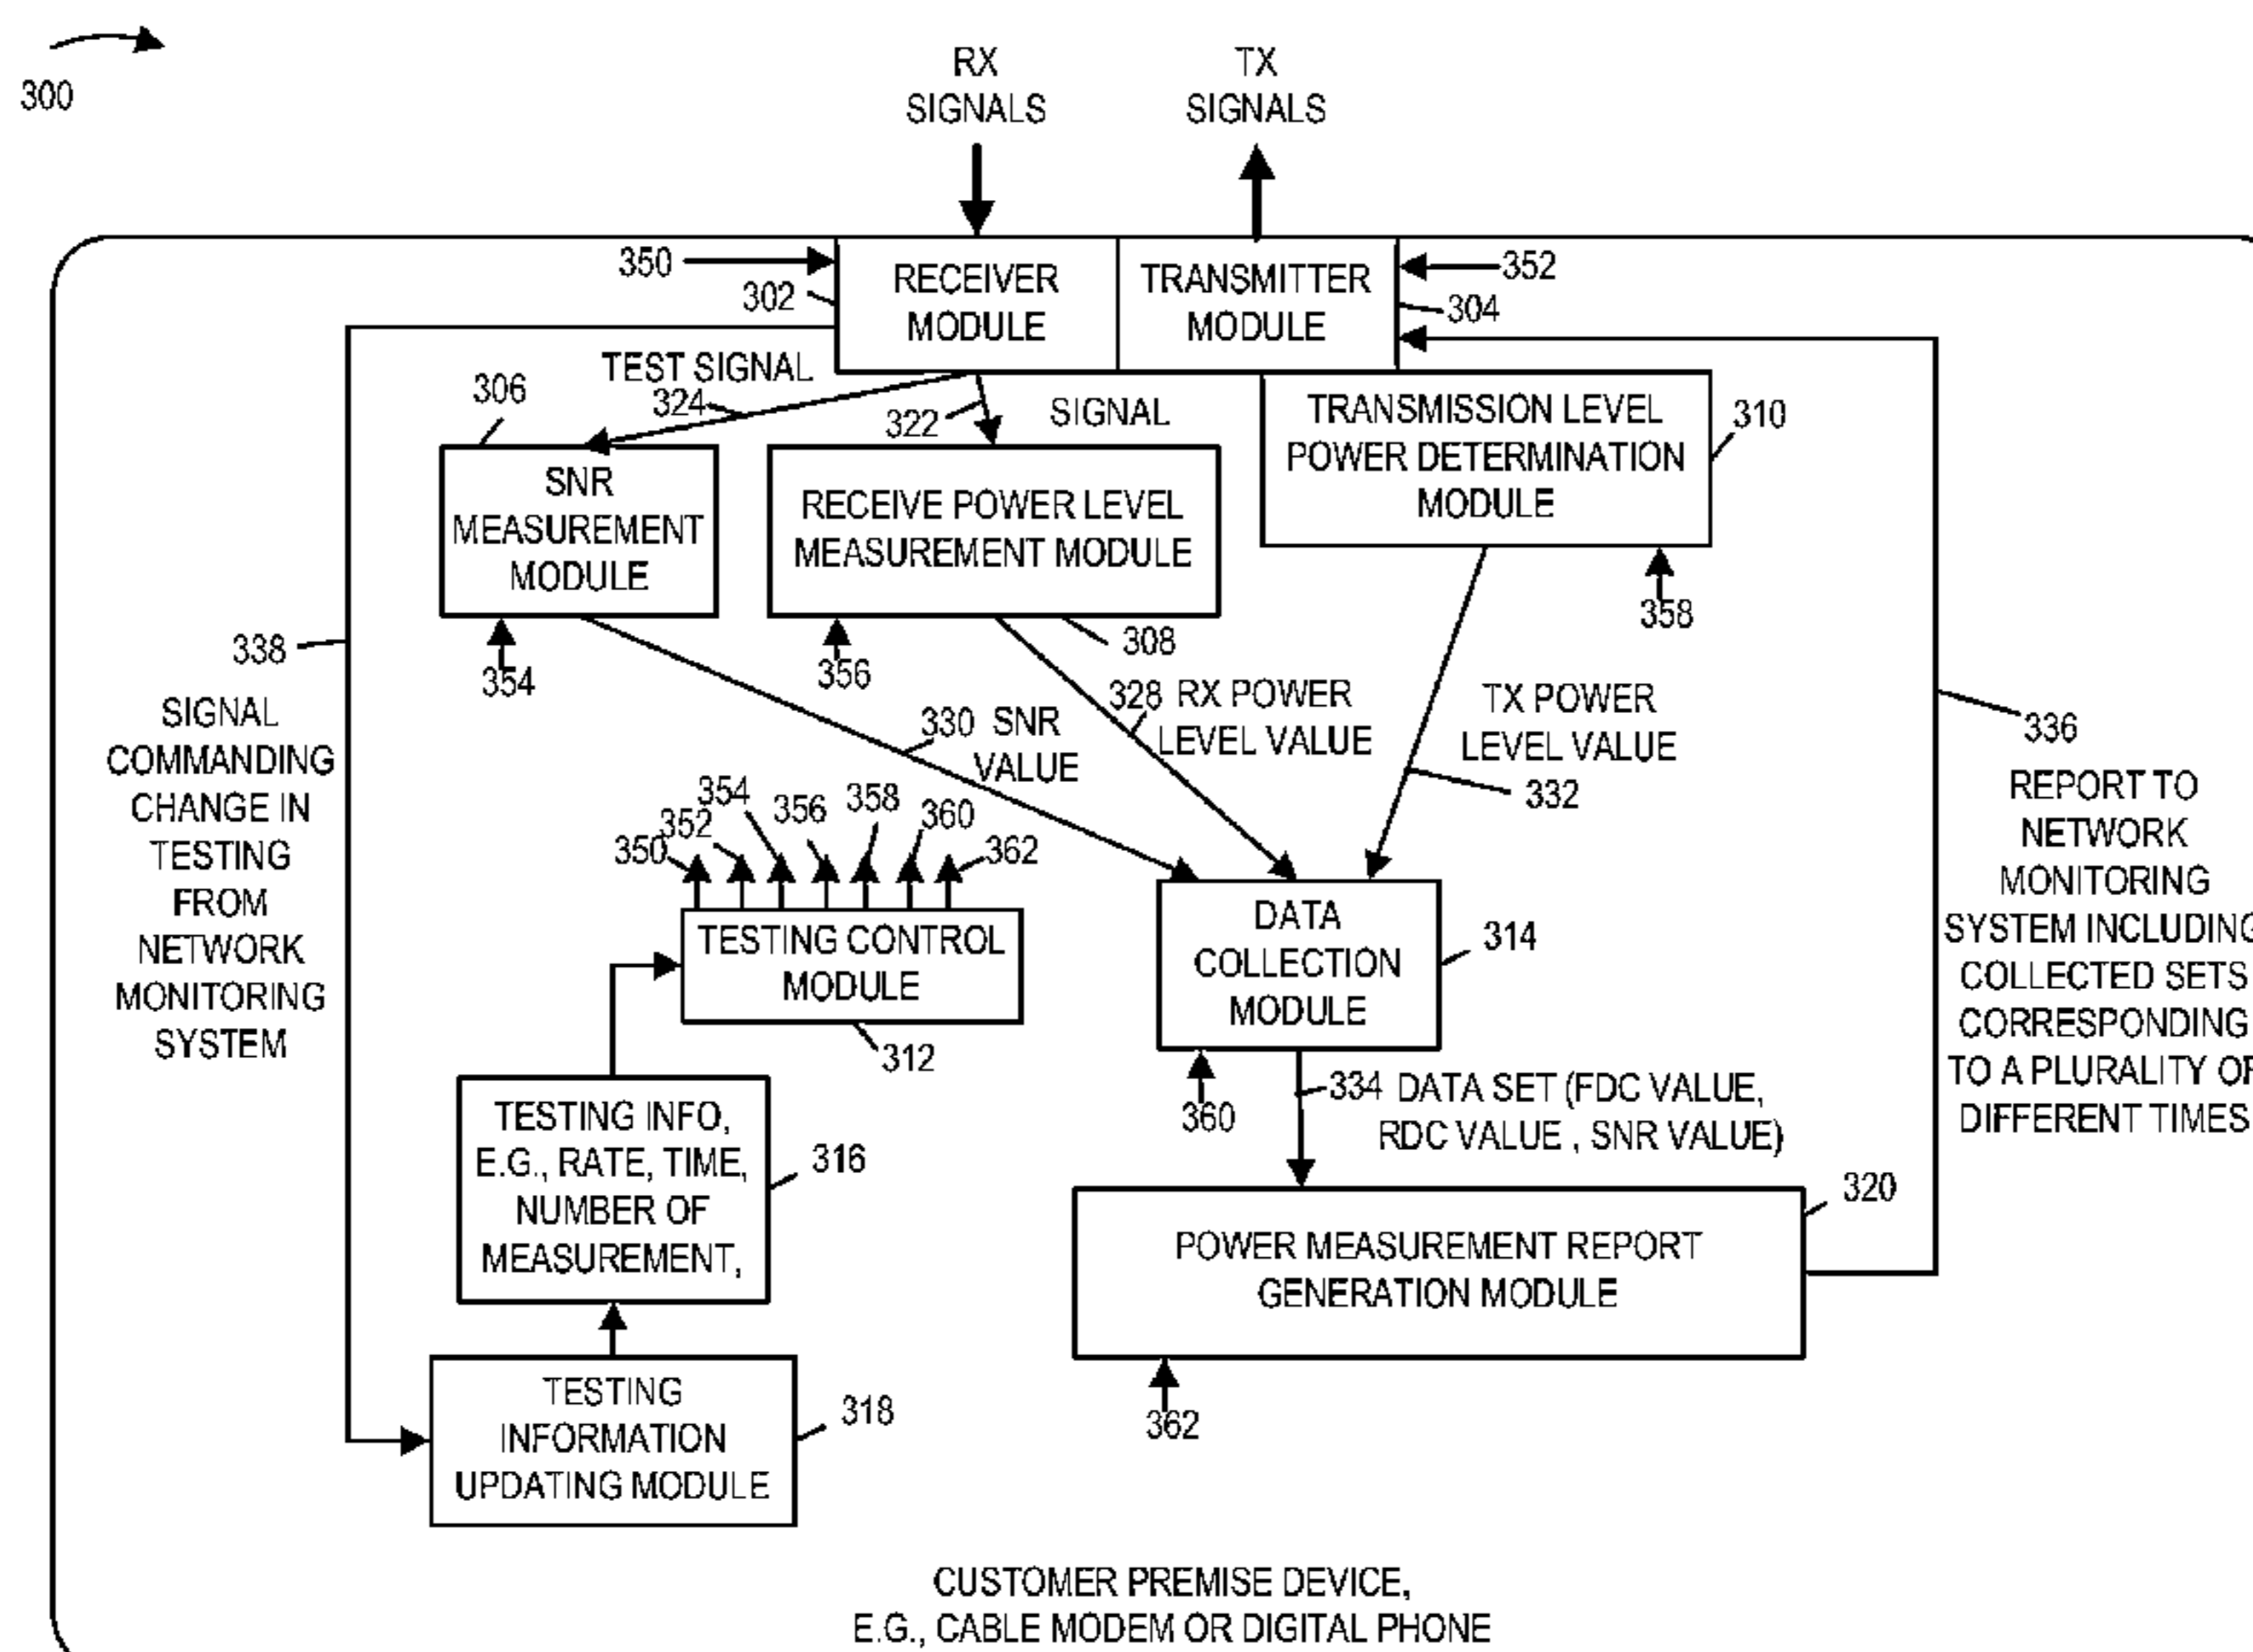 300
RX
SIGNALS
TX
SIGNALS
350
302
RECEIVER
MODULE
TRANSMITTER
MODULE
352
304
TEST SIGNAL
324
322
SIGNAL
306
SNR
MEASUREMENT
MODULE
354
RECEIVE POWER LEVEL
MEASUREMENT MODULE
356
308
TRANSMISSION LEVEL
POWER DETERMINATION
MODULE
310
358
338
SIGNAL
COMMANDING
CHANGE IN
TESTING
FROM
NETWORK
MONITORING
SYSTEM
330 SNR
VALUE
328 RX POWER
LEVEL VALUE
TX POWER
LEVEL VALUE
332
336
REPORT TO
NETWORK
MONITORING
SYSTEM INCLUDING
COLLECTED SETS
CORRESPONDING
TO A PLURALITY OF
DIFFERENT TIMES
350
352
354
356
358
360
362
TESTING CONTROL
MODULE
312
DATA
COLLECTION
MODULE
314
360
334 DATA SET (FDC VALUE,
RDC VALUE , SNR VALUE)
TESTING INFO,
E.G., RATE, TIME,
NUMBER OF
MEASUREMENT,
316
POWER MEASUREMENT REPORT
GENERATION MODULE
320
362
TESTING
INFORMATION
UPDATING MODULE
318
CUSTOMER PREMISE DEVICE,
E.G., CABLE MODEM OR DIGITAL PHONE